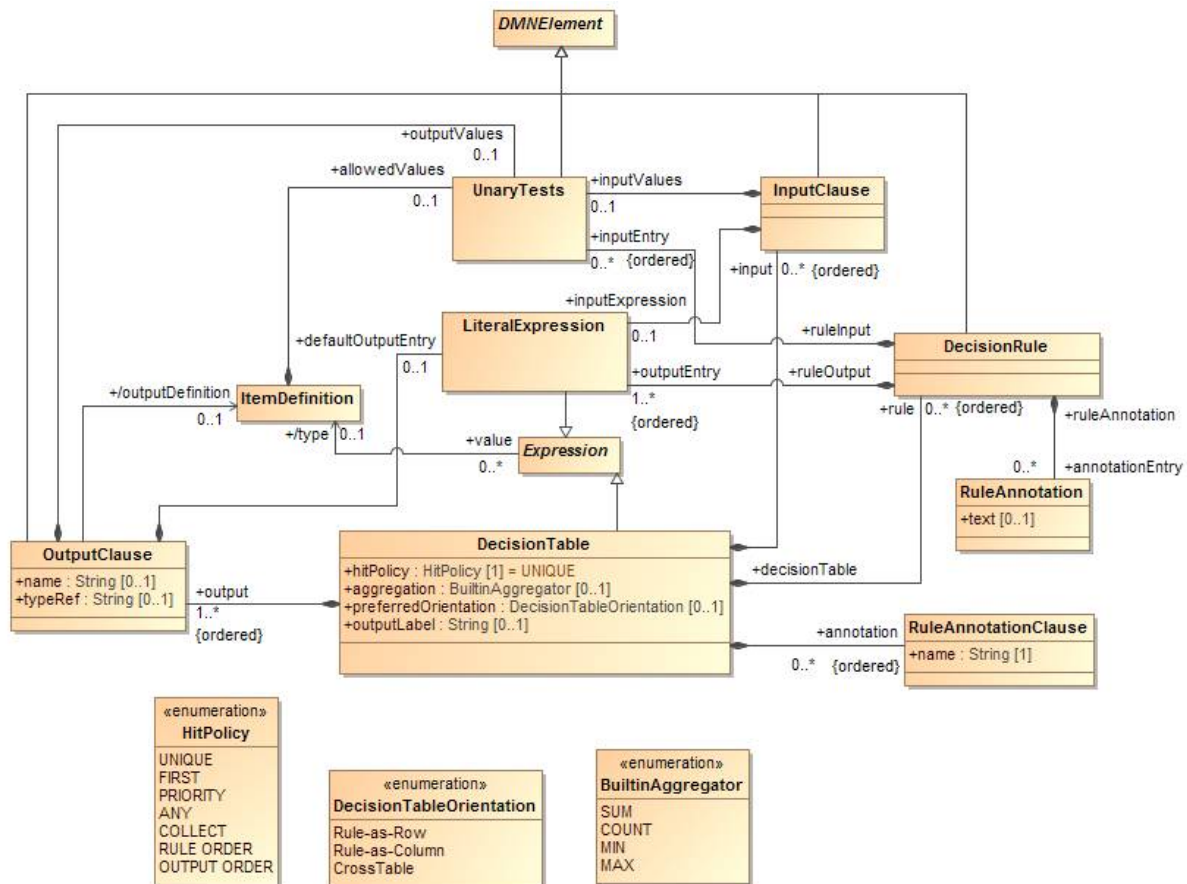 DMNElement
+outputValues
0..1
+allowedValues
0..1
UnaryTests
+inputValues
0..1
+inputEntry
0..* {ordered}
InputClause
+input 0..* {ordered}
+inputExpression
0..1
LiteralExpression
+defaultOutputEntry
0..1
+ruleInput
DecisionRule
+outputEntry
1..*
{ordered}
+ruleOutput
+rule 0..* {ordered}
+/outputDefinition
0..1
ItemDefinition
+/type 0..1
+value
0..*
Expression
+ruleAnnotation
0..* +annotationEntry
RuleAnnotation
+text [0..1]
OutputClause
+name : String [0..1]
+typeRef : String [0..1]
+output
1..*
{ordered}
DecisionTable
+hitPolicy : HitPolicy [1] = UNIQUE
+aggregation : BuiltinAggregator [0..1]
+preferredOrientation : DecisionTableOrientation [0..1]
+outputLabel : String [0..1]
+decisionTable
+annotation
0..* {ordered}
RuleAnnotationClause
+name : String [1]
«enumeration»
HitPolicy
UNIQUE
FIRST
PRIORITY
ANY
COLLECT
RULE ORDER
OUTPUT ORDER
«enumeration»
DecisionTableOrientation
Rule-as-Row
Rule-as-Column
CrossTable
«enumeration»
BuiltinAggregator
SUM
COUNT
MIN
MAX